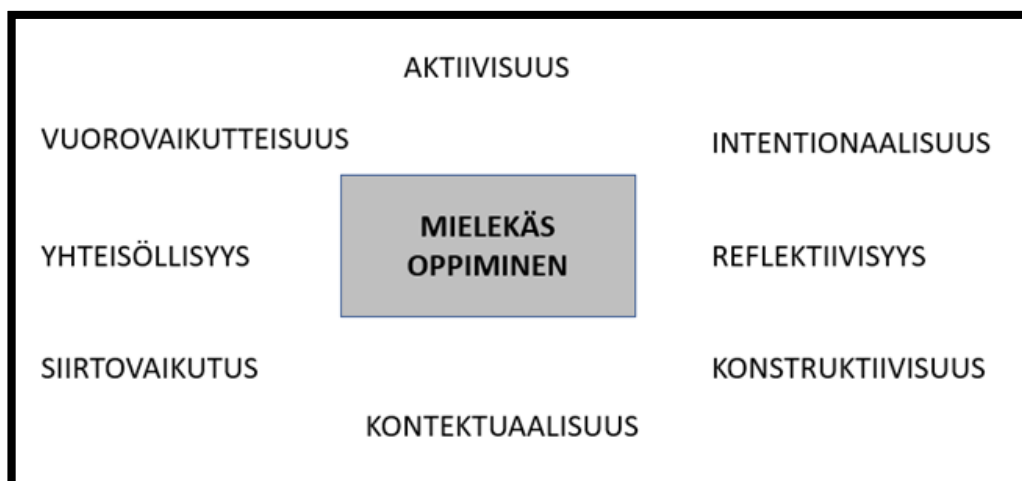 AKTIIVISUUS
VUOROVAIKUTTEISUUS
INTENTIONAALISUUS
MIELEKÄS
OPPIMINEN
YHTEISÖLLISYYS
REFLEKTIIVISYYS
SIIRTOVAIKUTUS
KONSTRUKTIIVISUUS
KONTEKTUAALISUUS